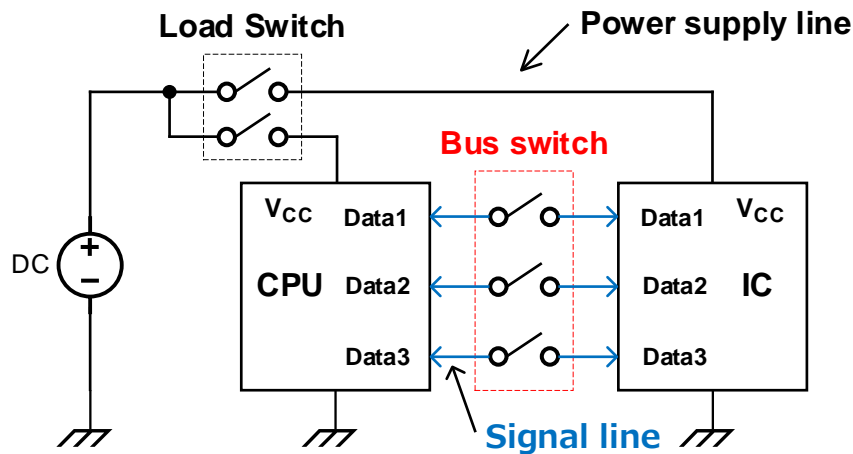 Load Switch
Power supply line
Bus switch
DC
+
−
VCC
Data1
CPU
Data2
Data3
Data1
VCC
Data2
IC
Data3
Signal line